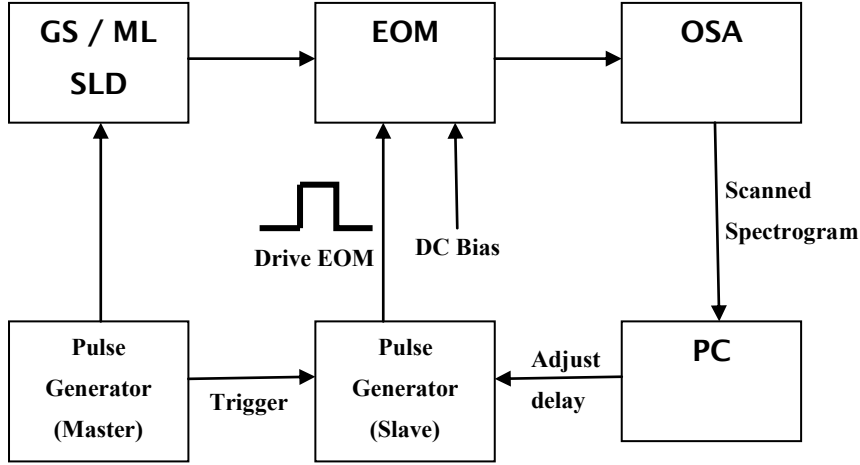 GS / ML
SLD
EOM
OSA
Drive EOM
DC Bias
Scanned
Spectrogram
Pulse
Generator
(Master)
Trigger
Pulse
Generator
(Slave)
Adjust
delay
PC